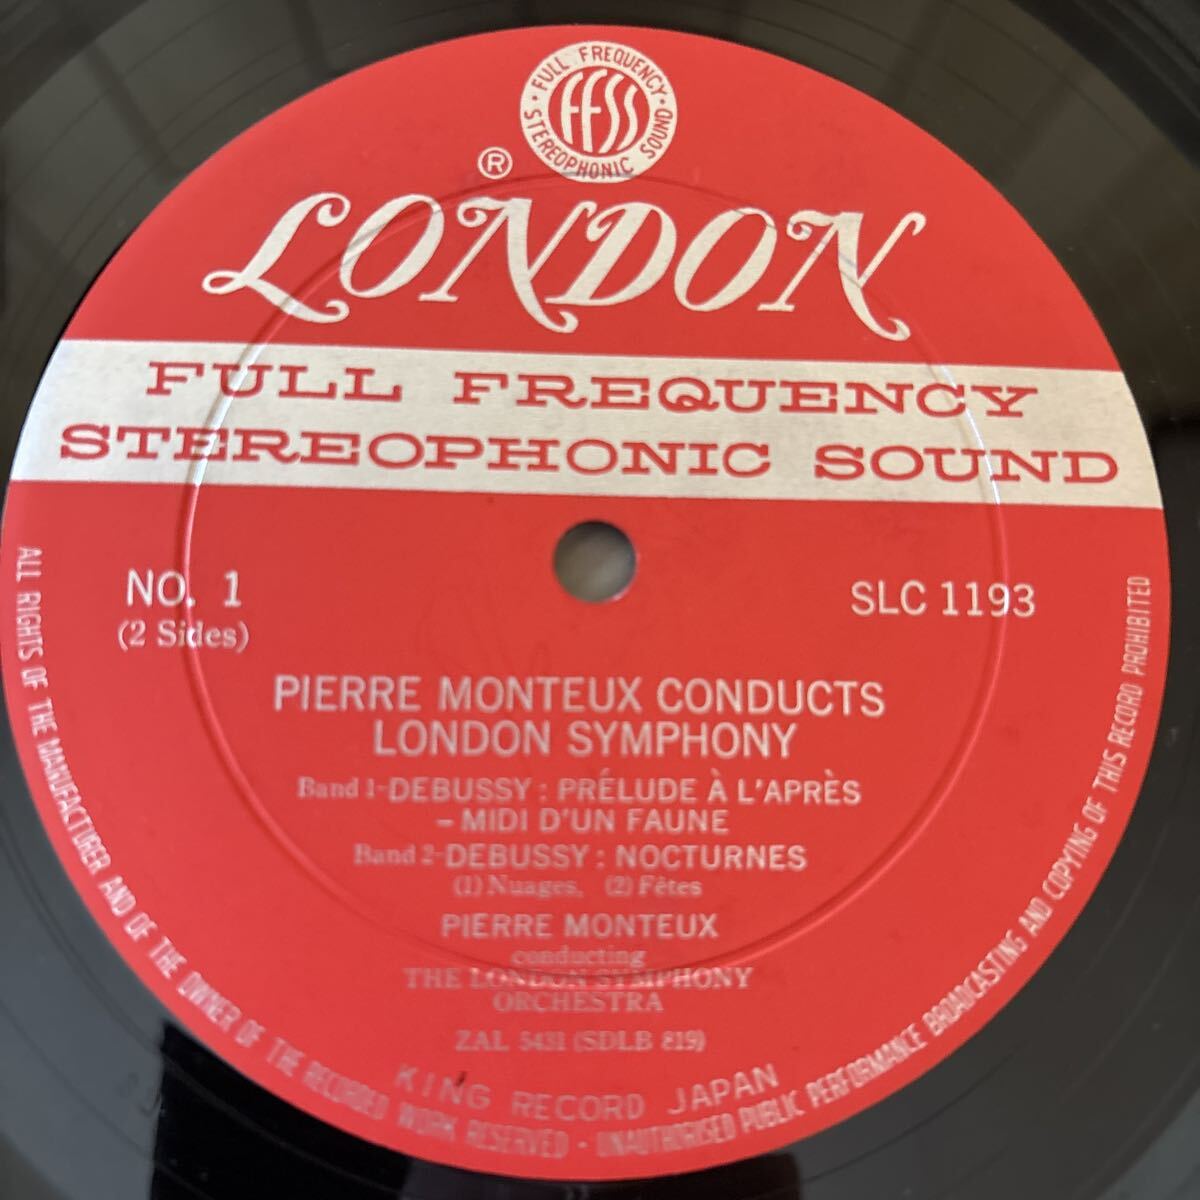 FULL FREQUENCY
STEREOPHONIC SOUND
FFSS
®
LONDON
FULL FREQUENCY
STEREOPHONIC SOUND
NO. 1
(2 Sides)
SLC 1193
PIERRE MONTEUX CONDUCTS
LONDON SYMPHONY
Band 1-DEBUSSY : PRÉLUDE À L'APRÈS
-MIDI D'UN FAUNE
Band 2-DEBUSSY : NOCTURNES
(1) Nuages, (2) Fêtes
PIERRE MONTEUX
conducting
THE LONDON SYMPHONY
ORCHESTRA
ZAL 5431 (SDLB 819)
KING RECORD JAPAN
ALL RIGHTS OF THE MANUFACTURER AND OF THE OWNER OF THE RECORDED WORK RESERVED - UNAUTHORISED PUBLIC PERFORMANCE BROADCASTING AND COPYING OF THIS RECORD PROHIBITED